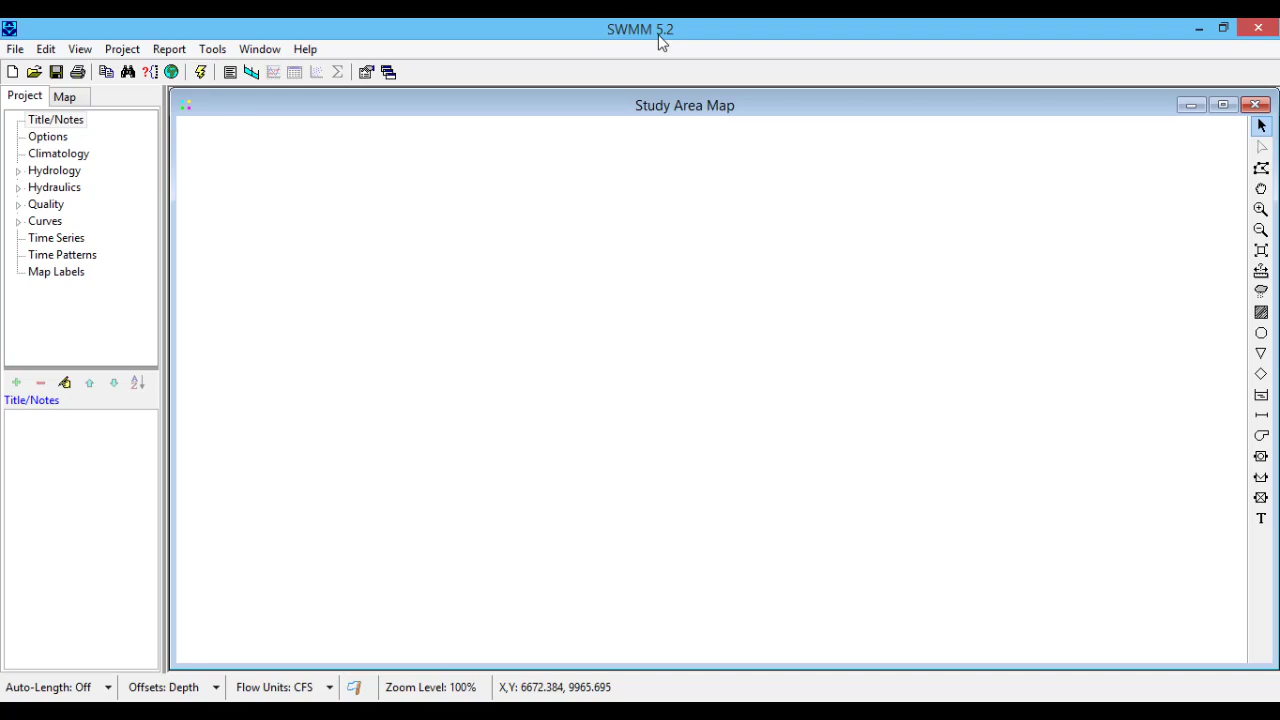 SWMM 5.2
File Edit View Project Report Tools Window Help
Project Map
Study Area Map
Title/Notes
Options
Climatology
Hydrology
Hydraulics
Quality
Curves
Time Series
Time Patterns
Map Labels
Title/Notes
T
Auto-Length: Off Offsets: Depth Flow Units: CFS Zoom Level: 100% X,Y: 6672.384, 9965.695